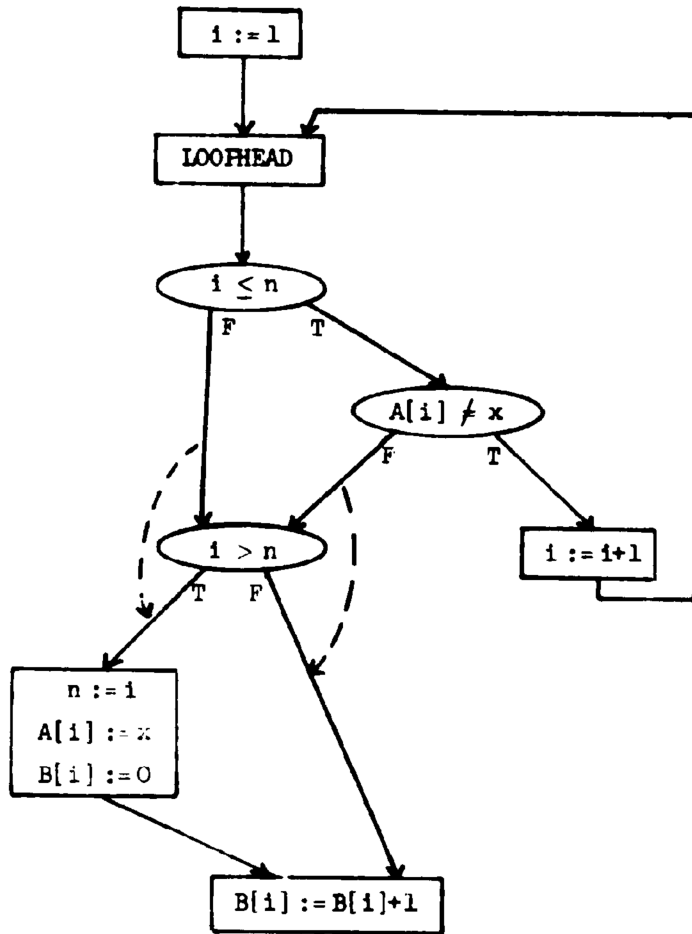 i := 1
LOOPHEAD
i ≤ n
F T
A[i] ≠ x
F T
i > n
i := i+1
T F
n := i
A[i] := x
B[i] := 0
B[i] := B[i]+1